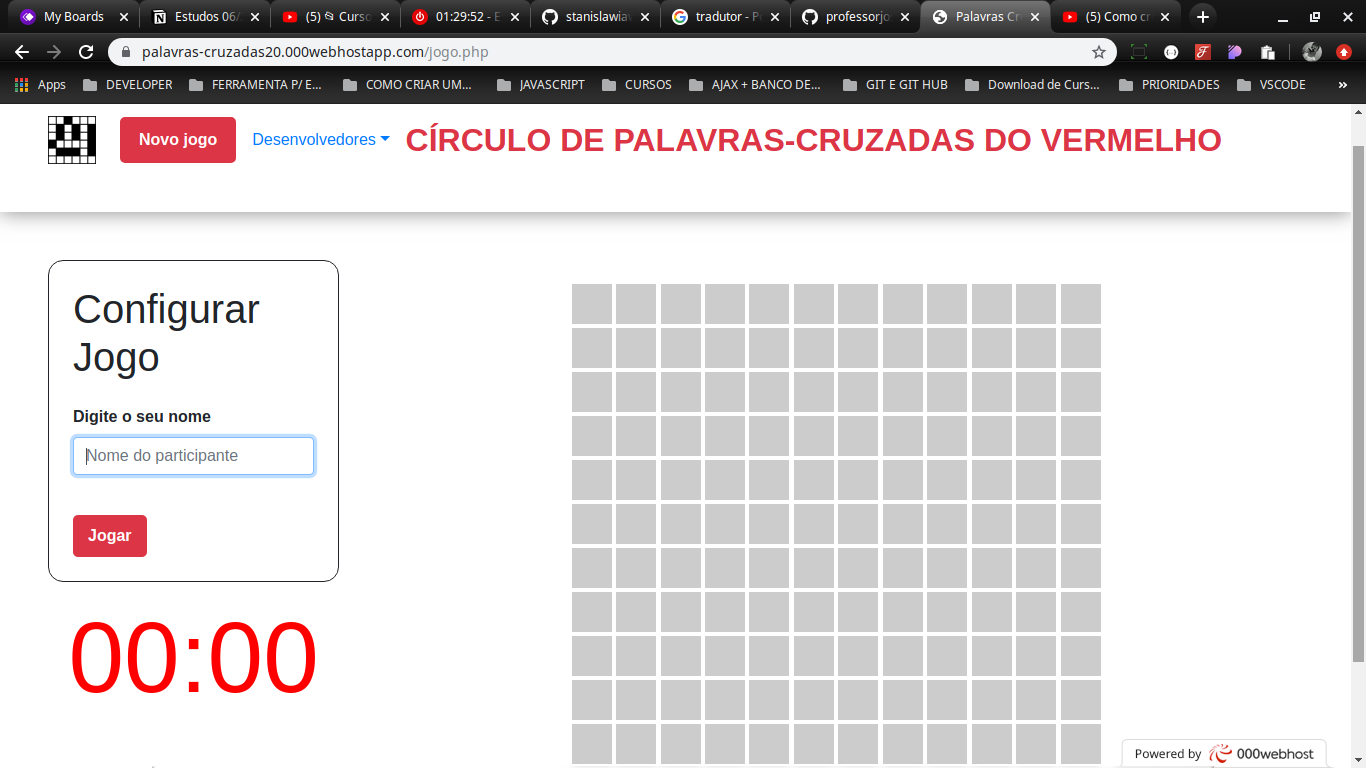 My Boards
Estudos 06/
(5) Curso
01:29:52 - E
stanislawia
tradutor - P
professorjo
Palavras Cr
(5) Como cr
palavras-cruzadas20.000webhostapp.com/jogo.php
Apps
DEVELOPER
FERRAMENTA P/ E...
COMO CRIAR UM...
JAVASCRIPT
CURSOS
AJAX + BANCO DE...
GIT E GIT HUB
Download de Curs...
PRIORIDADES
VSCODE
»
Novo jogo
Desenvolvedores
CÍRCULO DE PALAVRAS-CRUZADAS DO VERMELHO
Configurar
Jogo
Digite o seu nome
Nome do participante
Jogar
00:00
Powered by 000webhost